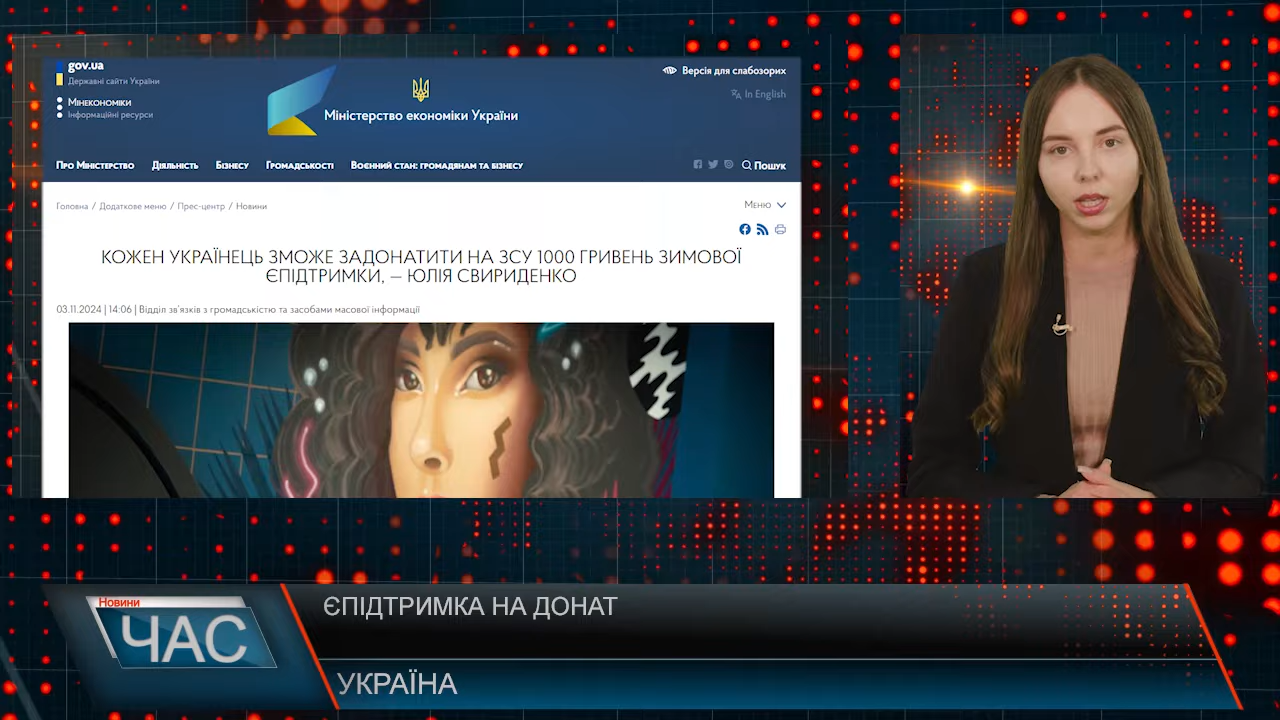 gov.ua
Державні сайти України
Мінекономіки
Інформаційні ресурси
Міністерство економіки України
Версія для слабозорих
In English
Про Міністерство Діяльність Бізнесу Громадськості Воєнний стан: громадянам та бізнесу
Пошук
Головна / Додаткове меню / Прес-центр / Новини
Меню
КОЖЕН УКРАЇНЕЦЬ ЗМОЖЕ ЗАДОНАТИТИ НА ЗСУ 1000 ГРИВЕНЬ ЗИМОВОЇ
ЄПІДТРИМКИ, – ЮЛІЯ СВИРИДЕНКО
03.11.2024 | 14:06 | Відділ зв'язків з громадськістю та засобами масової інформації
Новини
ЧАС
ЄПІДТРИМКА НА ДОНАТ
УКРАЇНА